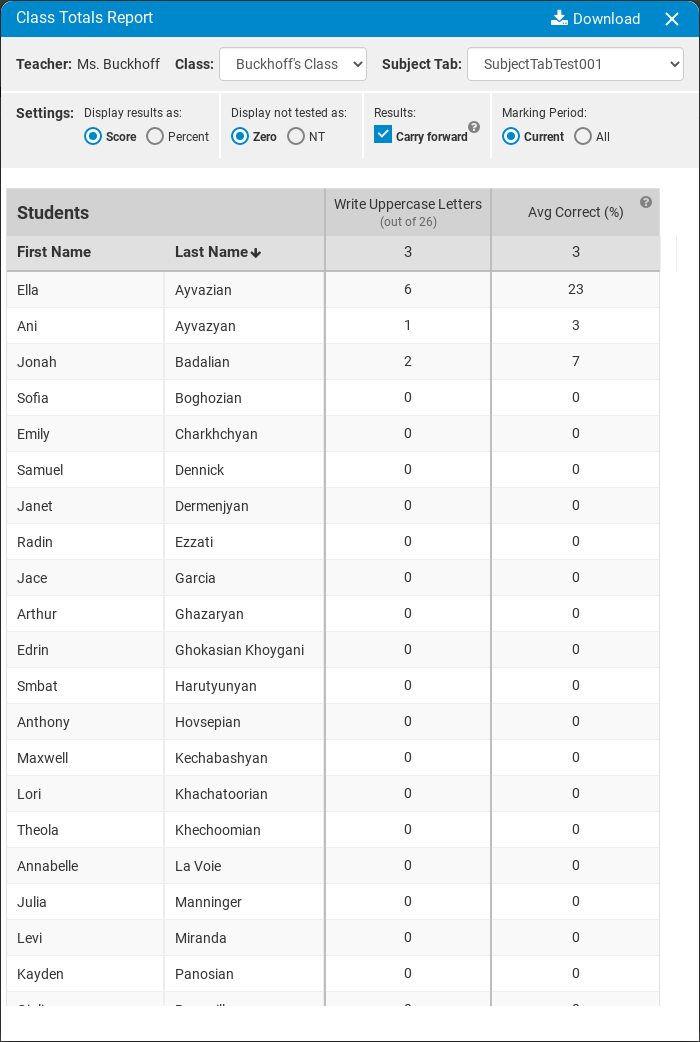 Class Totals Report
Download
Teacher: Ms. Buckhoff Class: Buckhoff's Class Subject Tab: SubjectTabTest001
Settings: Display results as: Display not tested as: Results: Marking Period:
Score Percent Zero NT Carry forward ? Current All
Students Write Uppercase Letters (out of 26) Avg Correct (%) ?
First Name Last Name 3 3
Ella Ayvazian 6 23
Ani Ayvazyan 1 3
Jonah Badalian 2 7
Sofia Boghozian 0 0
Emily Charkhchyan 0 0
Samuel Dennick 0 0
Janet Dermenjyan 0 0
Radin Ezzati 0 0
Jace Garcia 0 0
Arthur Ghazaryan 0 0
Edrin Ghokasian Khoygani 0 0
Smbat Harutyunyan 0 0
Anthony Hovsepian 0 0
Maxwell Kechabashyan 0 0
Lori Khachatoorian 0 0
Theola Khechoomian 0 0
Annabelle La Voie 0 0
Julia Manninger 0 0
Levi Miranda 0 0
Kayden Panosian 0 0